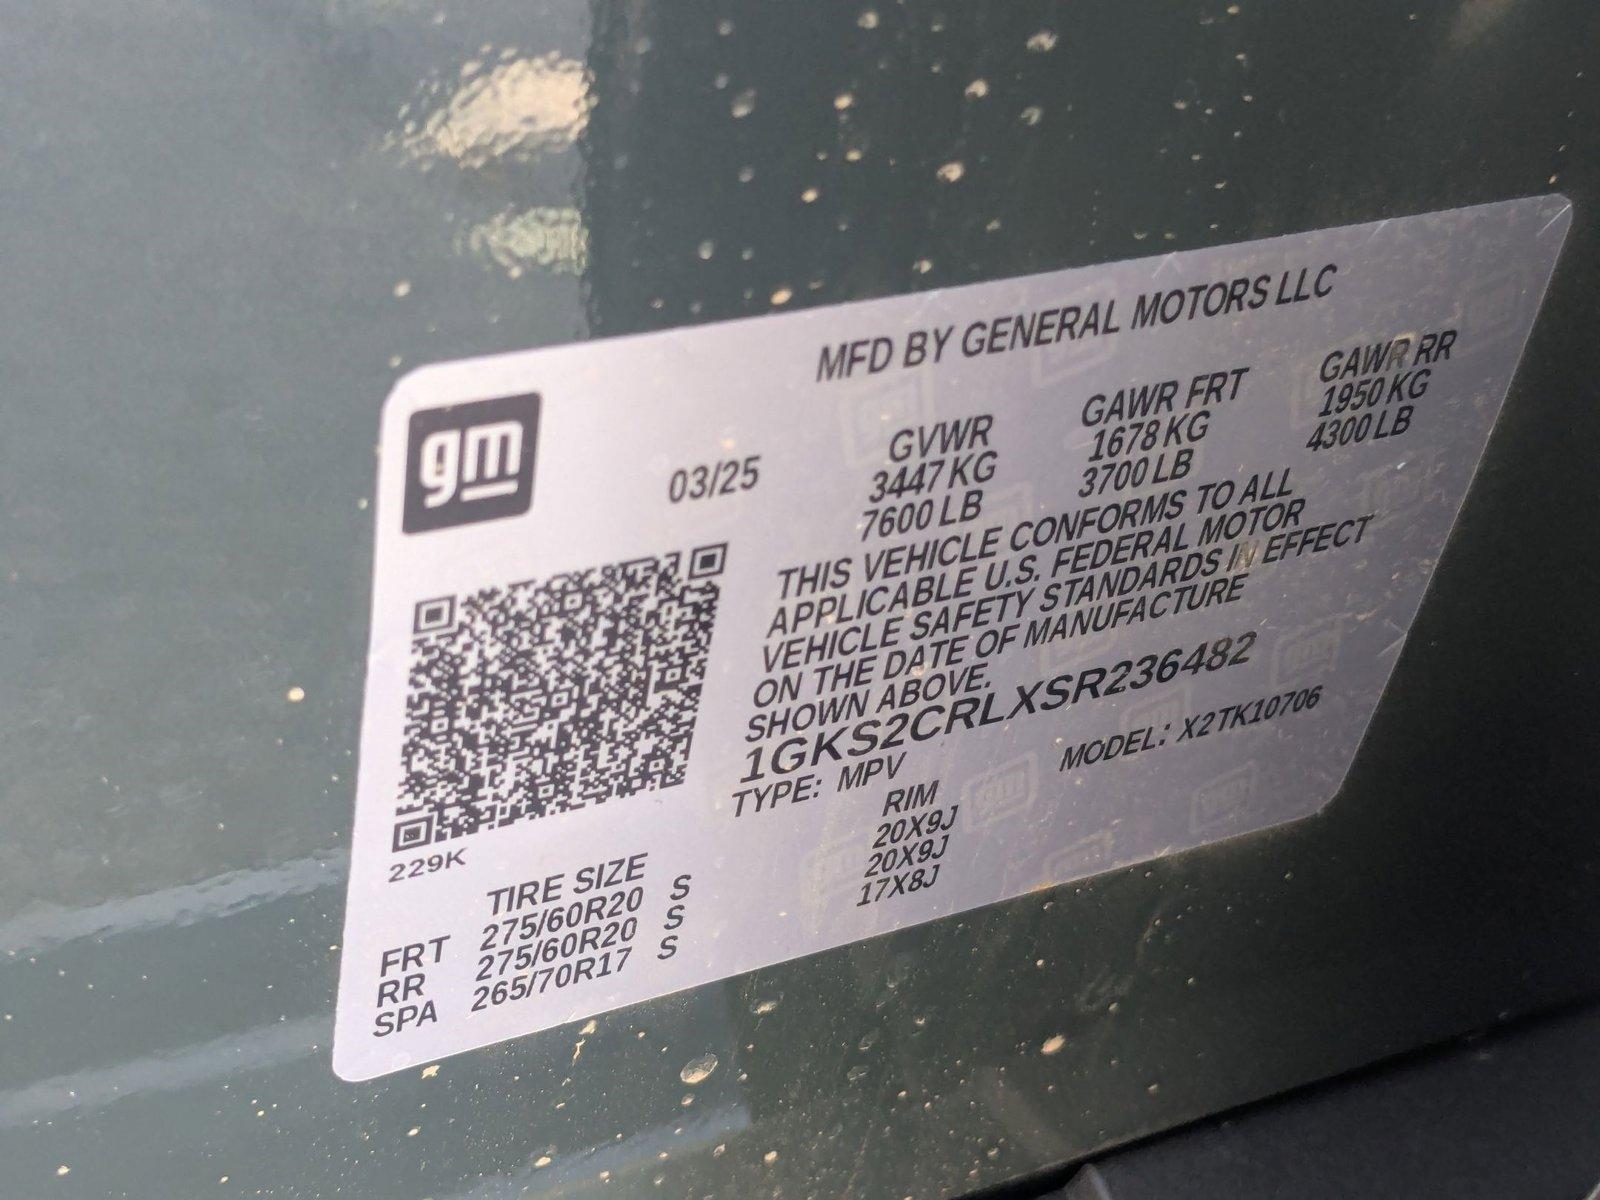 MFD BY GENERAL MOTORS LLC
gm
03/25
GVWR GAWR FRT GAWR RR
3447 KG 1678 KG 1950 KG
7600 LB 3700 LB 4300 LB
THIS VEHICLE CONFORMS TO ALL
APPLICABLE U.S. FEDERAL MOTOR
VEHICLE SAFETY STANDARDS IN EFFECT
ON THE DATE OF MANUFACTURE
SHOWN ABOVE.
1GKS2CRLXSR236482
TYPE: MPV MODEL: X2TK10706
229K
TIRE SIZE RIM
FRT 275/60R20 S 20X9J
RR 275/60R20 S 20X9J
SPA 265/70R17 S 17X8J